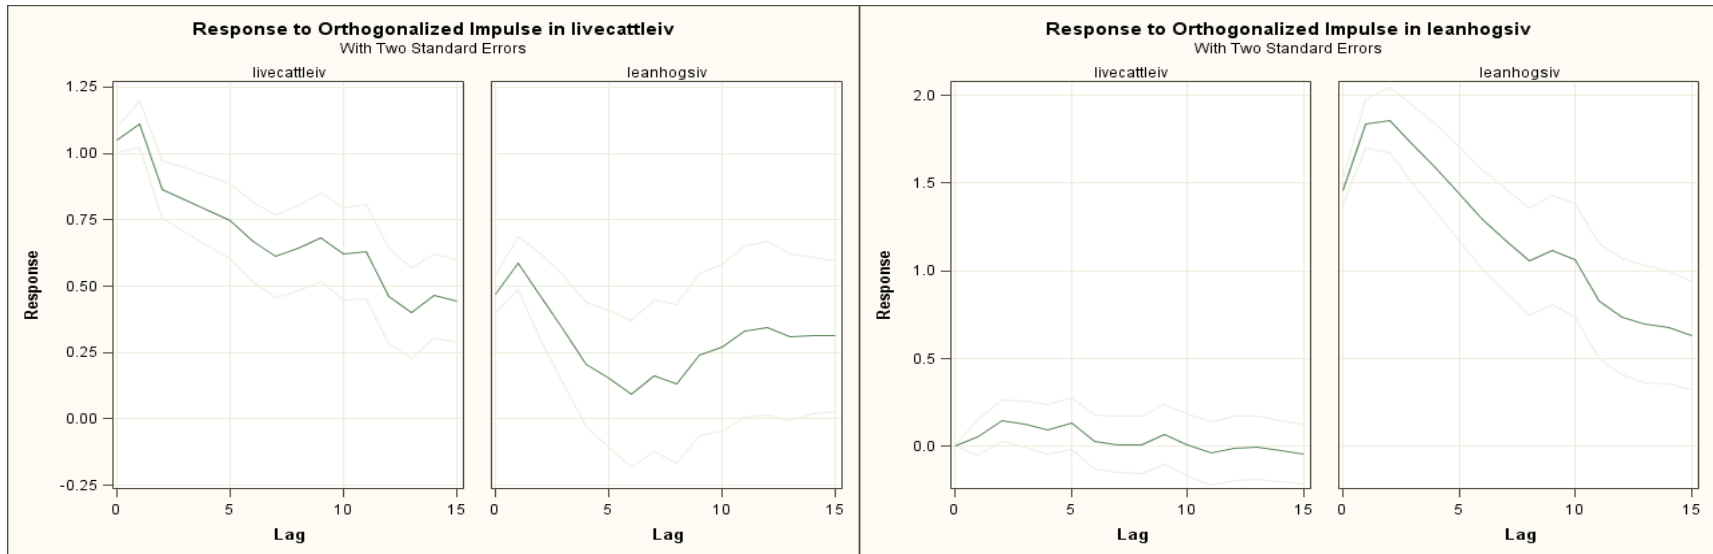 Response to Orthogonalized Impulse in livecattleiv
With Two Standard Errors
livecattleiv
leanhogsiv
1.25
1.00
0.75
0.50
0.25
0.00
-0.25
Response
0 5 10 15
0 5 10 15
Lag
Lag
Response to Orthogonalized Impulse in leanhogsiv
With Two Standard Errors
livecattleiv
leanhogsiv
2.0
1.5
1.0
0.5
0.0
Response
0 5 10 15
0 5 10 15
Lag
Lag